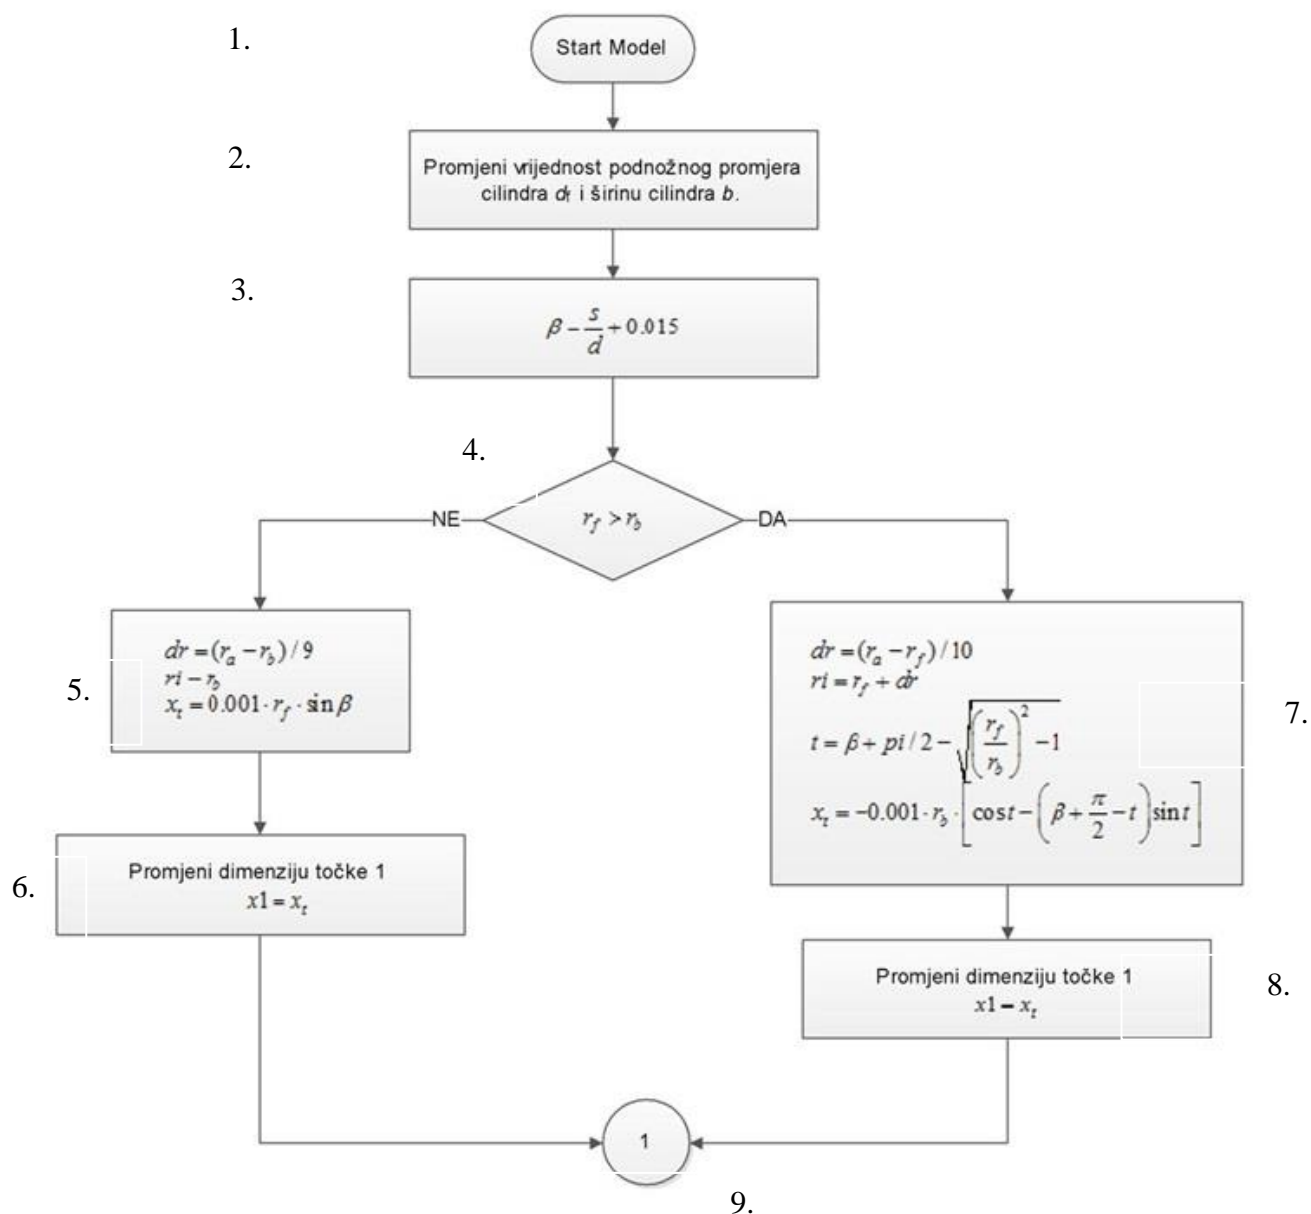 1.
Start Model
2.
Promjeni vrijednost podnožnog promjera
cilindra df i širinu cilindra b.
3.
β – s/d + 0.015
4.
NE
r_f > r_b
DA
5.
dr = (r_a – r_b) / 9
ri – r_b
x_t = 0.001 · r_f · sin β
6.
Promjeni dimenziju točke 1
x1 = x_t
7.
dr = (r_a – r_f) / 10
ri = r_f + dr
t = β + pi / 2 – √((r_f/r_b)² – 1)
x_t = –0.001 · r_b · [cos t – (β + π/2 – t) sin t]
8.
Promjeni dimenziju točke 1
x1 – x_t
1
9.